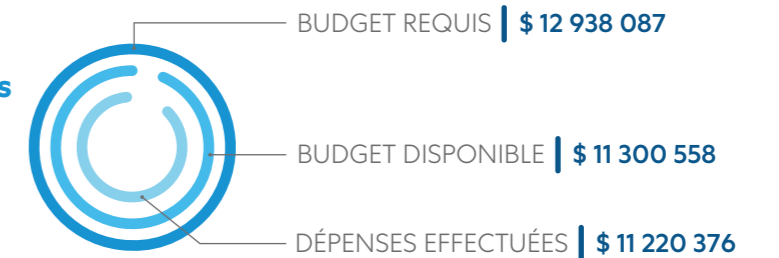 BUDGET REQUIS $ 12 938 087
s
BUDGET DISPONIBLE $ 11 300 558
DÉPENSES EFFECTUÉES $ 11 220 376